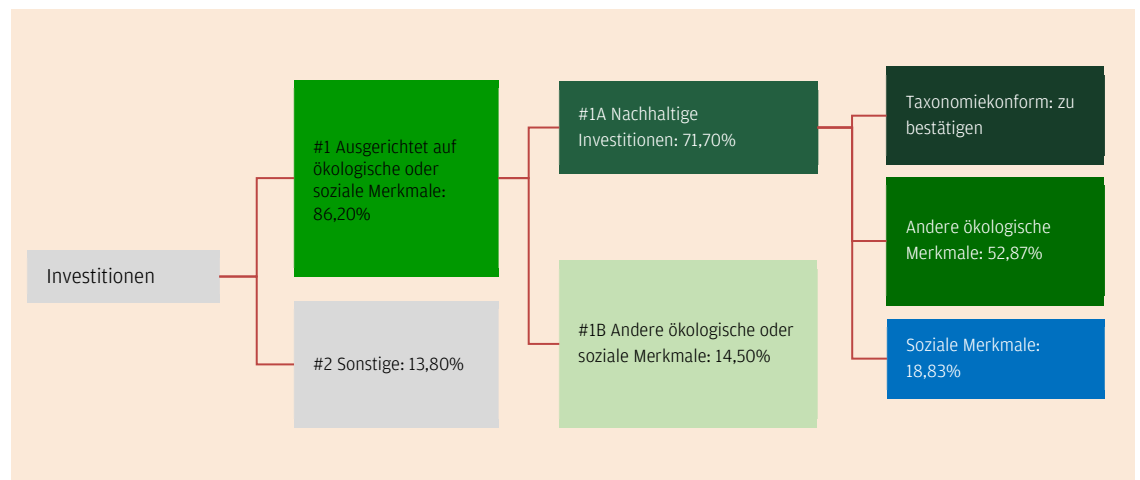 Investitionen
#1 Ausgerichtet auf
ökologische oder
soziale Merkmale:
86,20%
#2 Sonstige: 13,80%
#1A Nachhaltige
Investitionen: 71,70%
#1B Andere ökologische oder
soziale Merkmale: 14,50%
Taxonomiekonform: zu
bestätigen
Andere ökologische
Merkmale: 52,87%
Soziale Merkmale:
18,83%